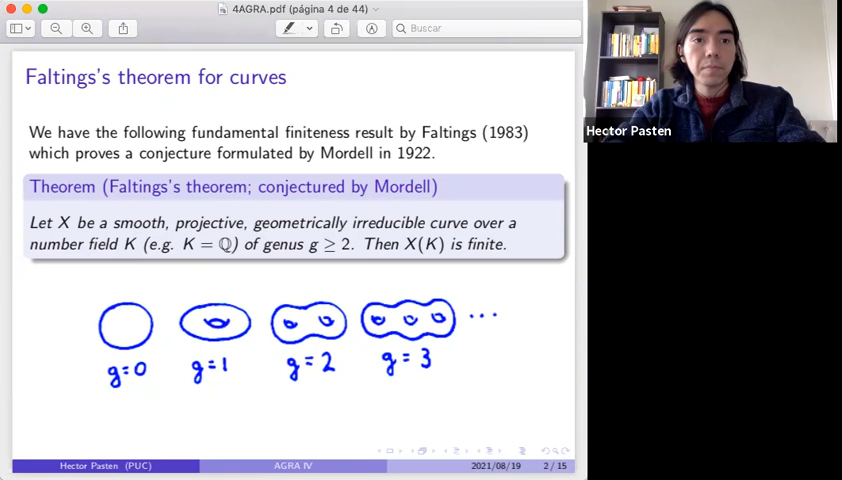 4AGRA.pdf (página 4 de 44)
Buscar
Faltings's theorem for curves
We have the following fundamental finiteness result by Faltings (1983)
which proves a conjecture formulated by Mordell in 1922.
Theorem (Faltings's theorem; conjectured by Mordell)
Let X be a smooth, projective, geometrically irreducible curve over a
number field K (e.g. K = ℚ) of genus g ≥ 2. Then X(K) is finite.
...
g=0 g=1 g=2 g=3
Hector Pasten (PUC) AGRA IV 2021/08/19 2 / 15
Hector Pasten